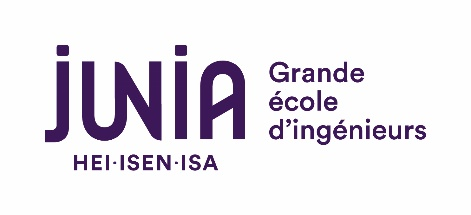 JUNIA
HEI·ISEN·ISA
Grande
école
d'ingénieurs